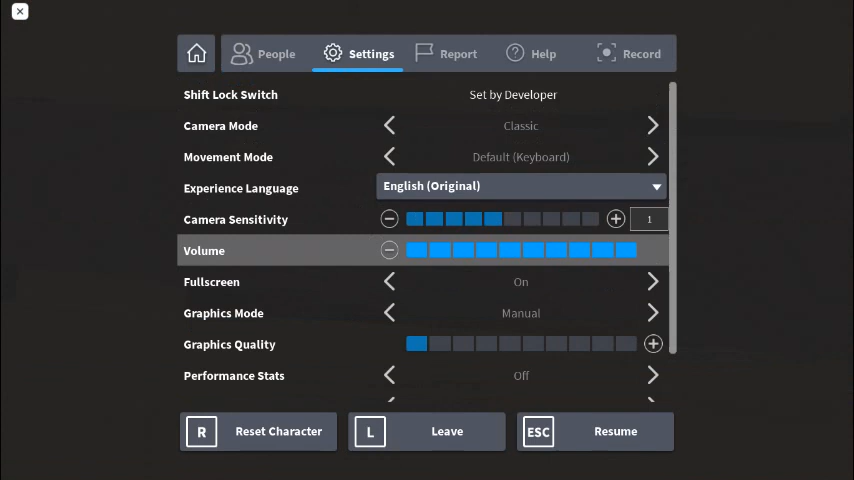 People Settings Report Help Record
Shift Lock Switch Set by Developer
Camera Mode Classic
Movement Mode Default (Keyboard)
Experience Language English (Original)
Camera Sensitivity 1
Volume
Fullscreen On
Graphics Mode Manual
Graphics Quality
Performance Stats Off
R Reset Character L Leave ESC Resume